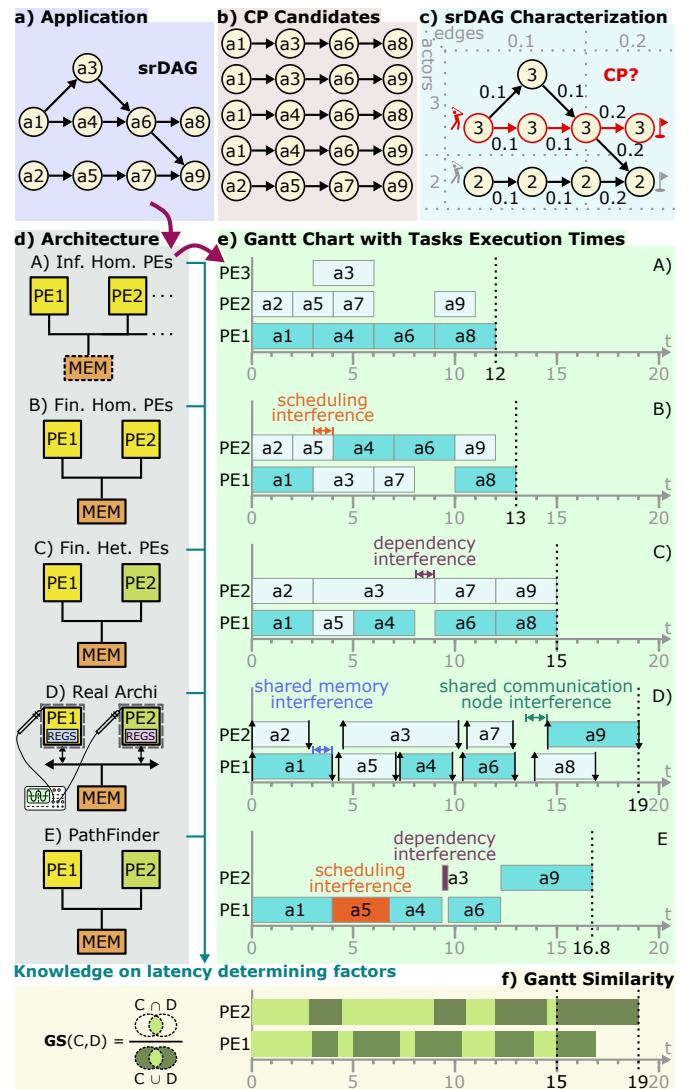 a) Application
srDAG
a3
a1 a4 a6 a8
a2 a5 a7 a9
b) CP Candidates
a1 a3 a6 a8
a1 a3 a6 a9
a1 a4 a6 a8
a1 a4 a6 a9
a2 a5 a7 a9
c) srDAG Characterization
edges
actors
0.1 0.2
CP?
3
0.1 0.1
3
3 3 3 3
0.1 0.1 0.2
0.2
2
2 2 2 2
0.1 0.1 0.2
d) Architecture
A) Inf. Hom. PEs
PE1 PE2 ···
···
MEM
B) Fin. Hom. PEs
PE1 PE2
MEM
C) Fin. Het. PEs
PE1 PE2
MEM
D) Real Archi
PE1 PE2
REGS REGS
MEM
E) PathFinder
PE1 PE2
MEM
e) Gantt Chart with Tasks Execution Times
A)
PE3 a3
PE2 a2 a5 a7 a9
PE1 a1 a4 a6 a8
t
0 5 10 12 15 20
B)
scheduling
interference
PE2 a2 a5 a4 a6 a9
PE1 a1 a3 a7 a8
t
0 5 10 13 15 20
C)
dependency
interference
PE2 a2 a3 a7 a9
PE1 a1 a5 a4 a6 a8
t
0 5 10 15 20
D)
shared memory
interference
shared communication
node interference
PE2 a2 a3 a7 a9
PE1 a1 a5 a4 a6 a8
t
0 5 10 15 19 20
E
dependency
interference
scheduling
interference
PE2 a3 a9
PE1 a1 a5 a4 a6
t
0 5 10 15 16.8 20
Knowledge on latency determining factors
f) Gantt Similarity
GS(C,D) =
C ∩ D
C ∪ D
PE2
PE1
t
0 5 10 15 19 20